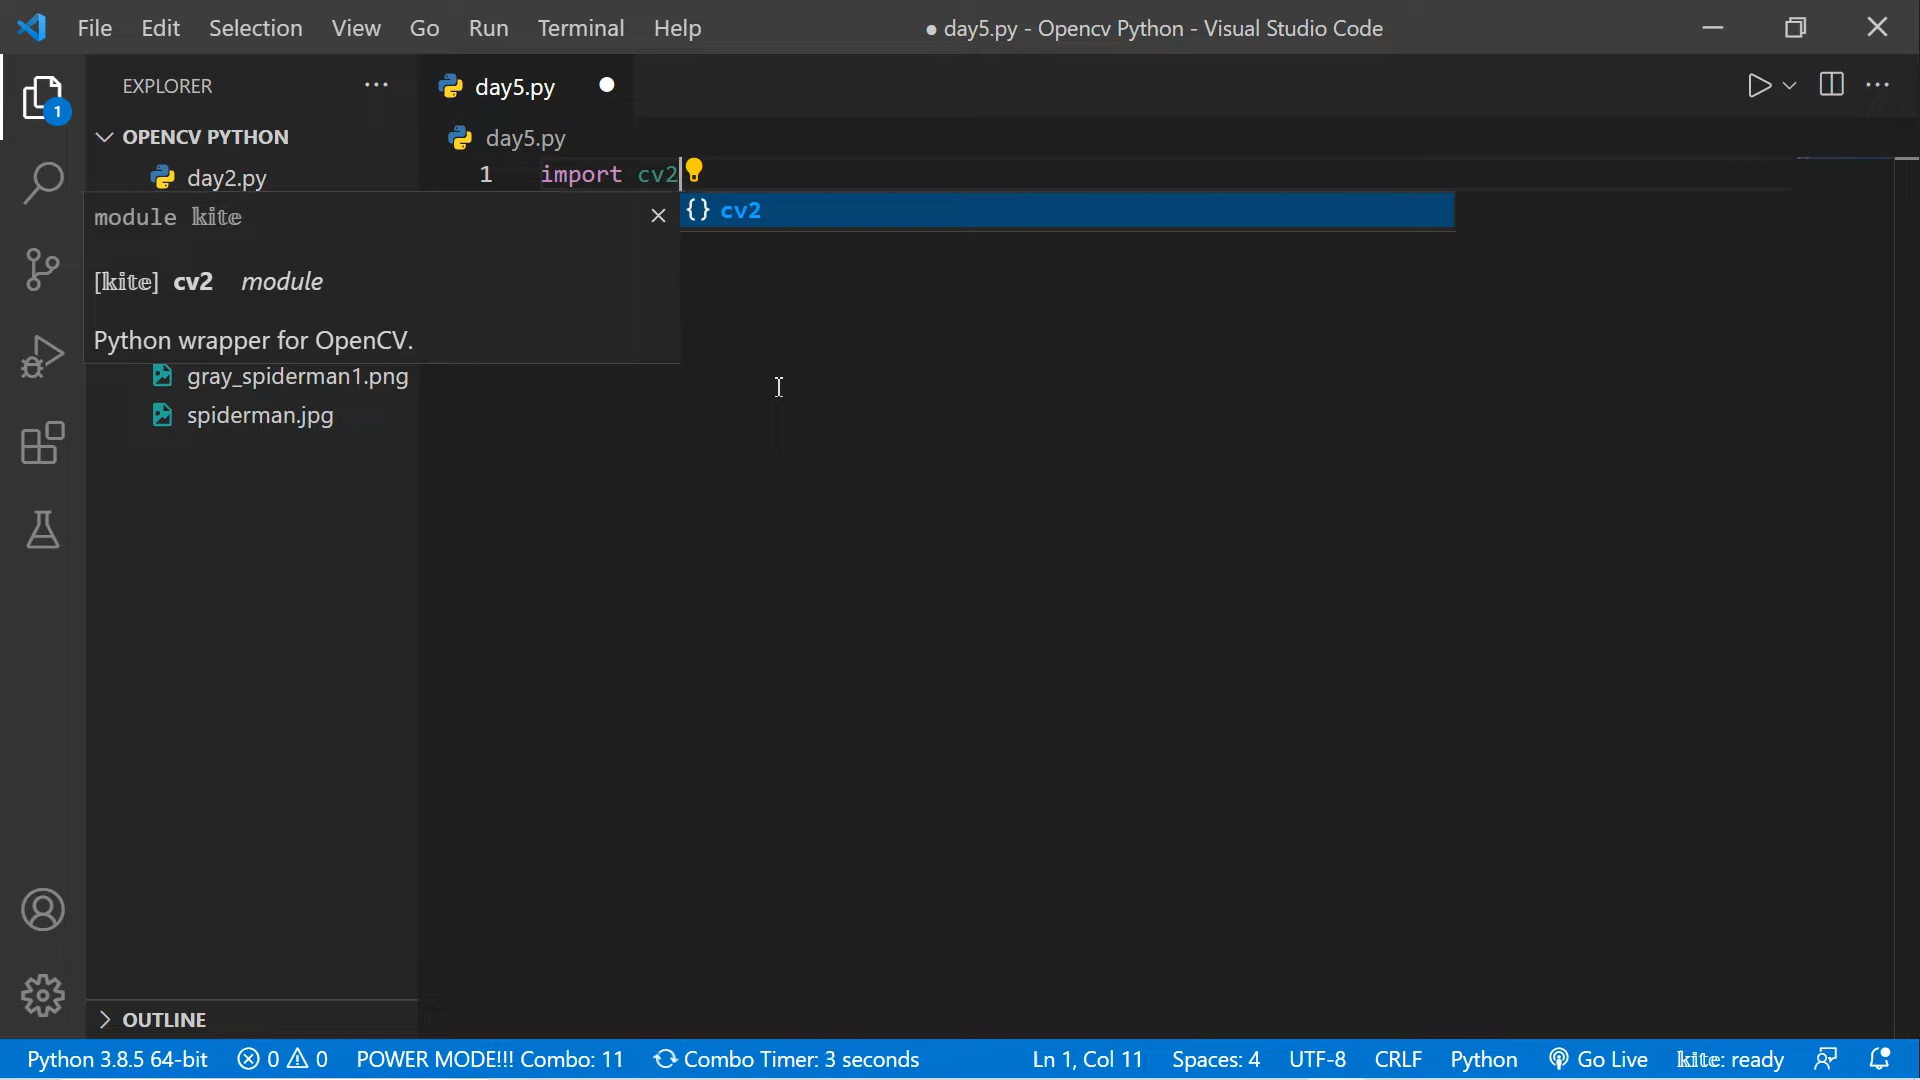 File Edit Selection View Go Run Terminal Help
● day5.py - Opencv Python - Visual Studio Code
EXPLORER
day5.py
1
OPENCV PYTHON
day5.py
day2.py
1 import cv2
module kite
{} cv2
[kite] cv2 module
Python wrapper for OpenCV.
gray_spiderman1.png
spiderman.jpg
OUTLINE
Python 3.8.5 64-bit 0 0 POWER MODE!!! Combo: 11 Combo Timer: 3 seconds Ln 1, Col 11 Spaces: 4 UTF-8 CRLF Python Go Live kite: ready